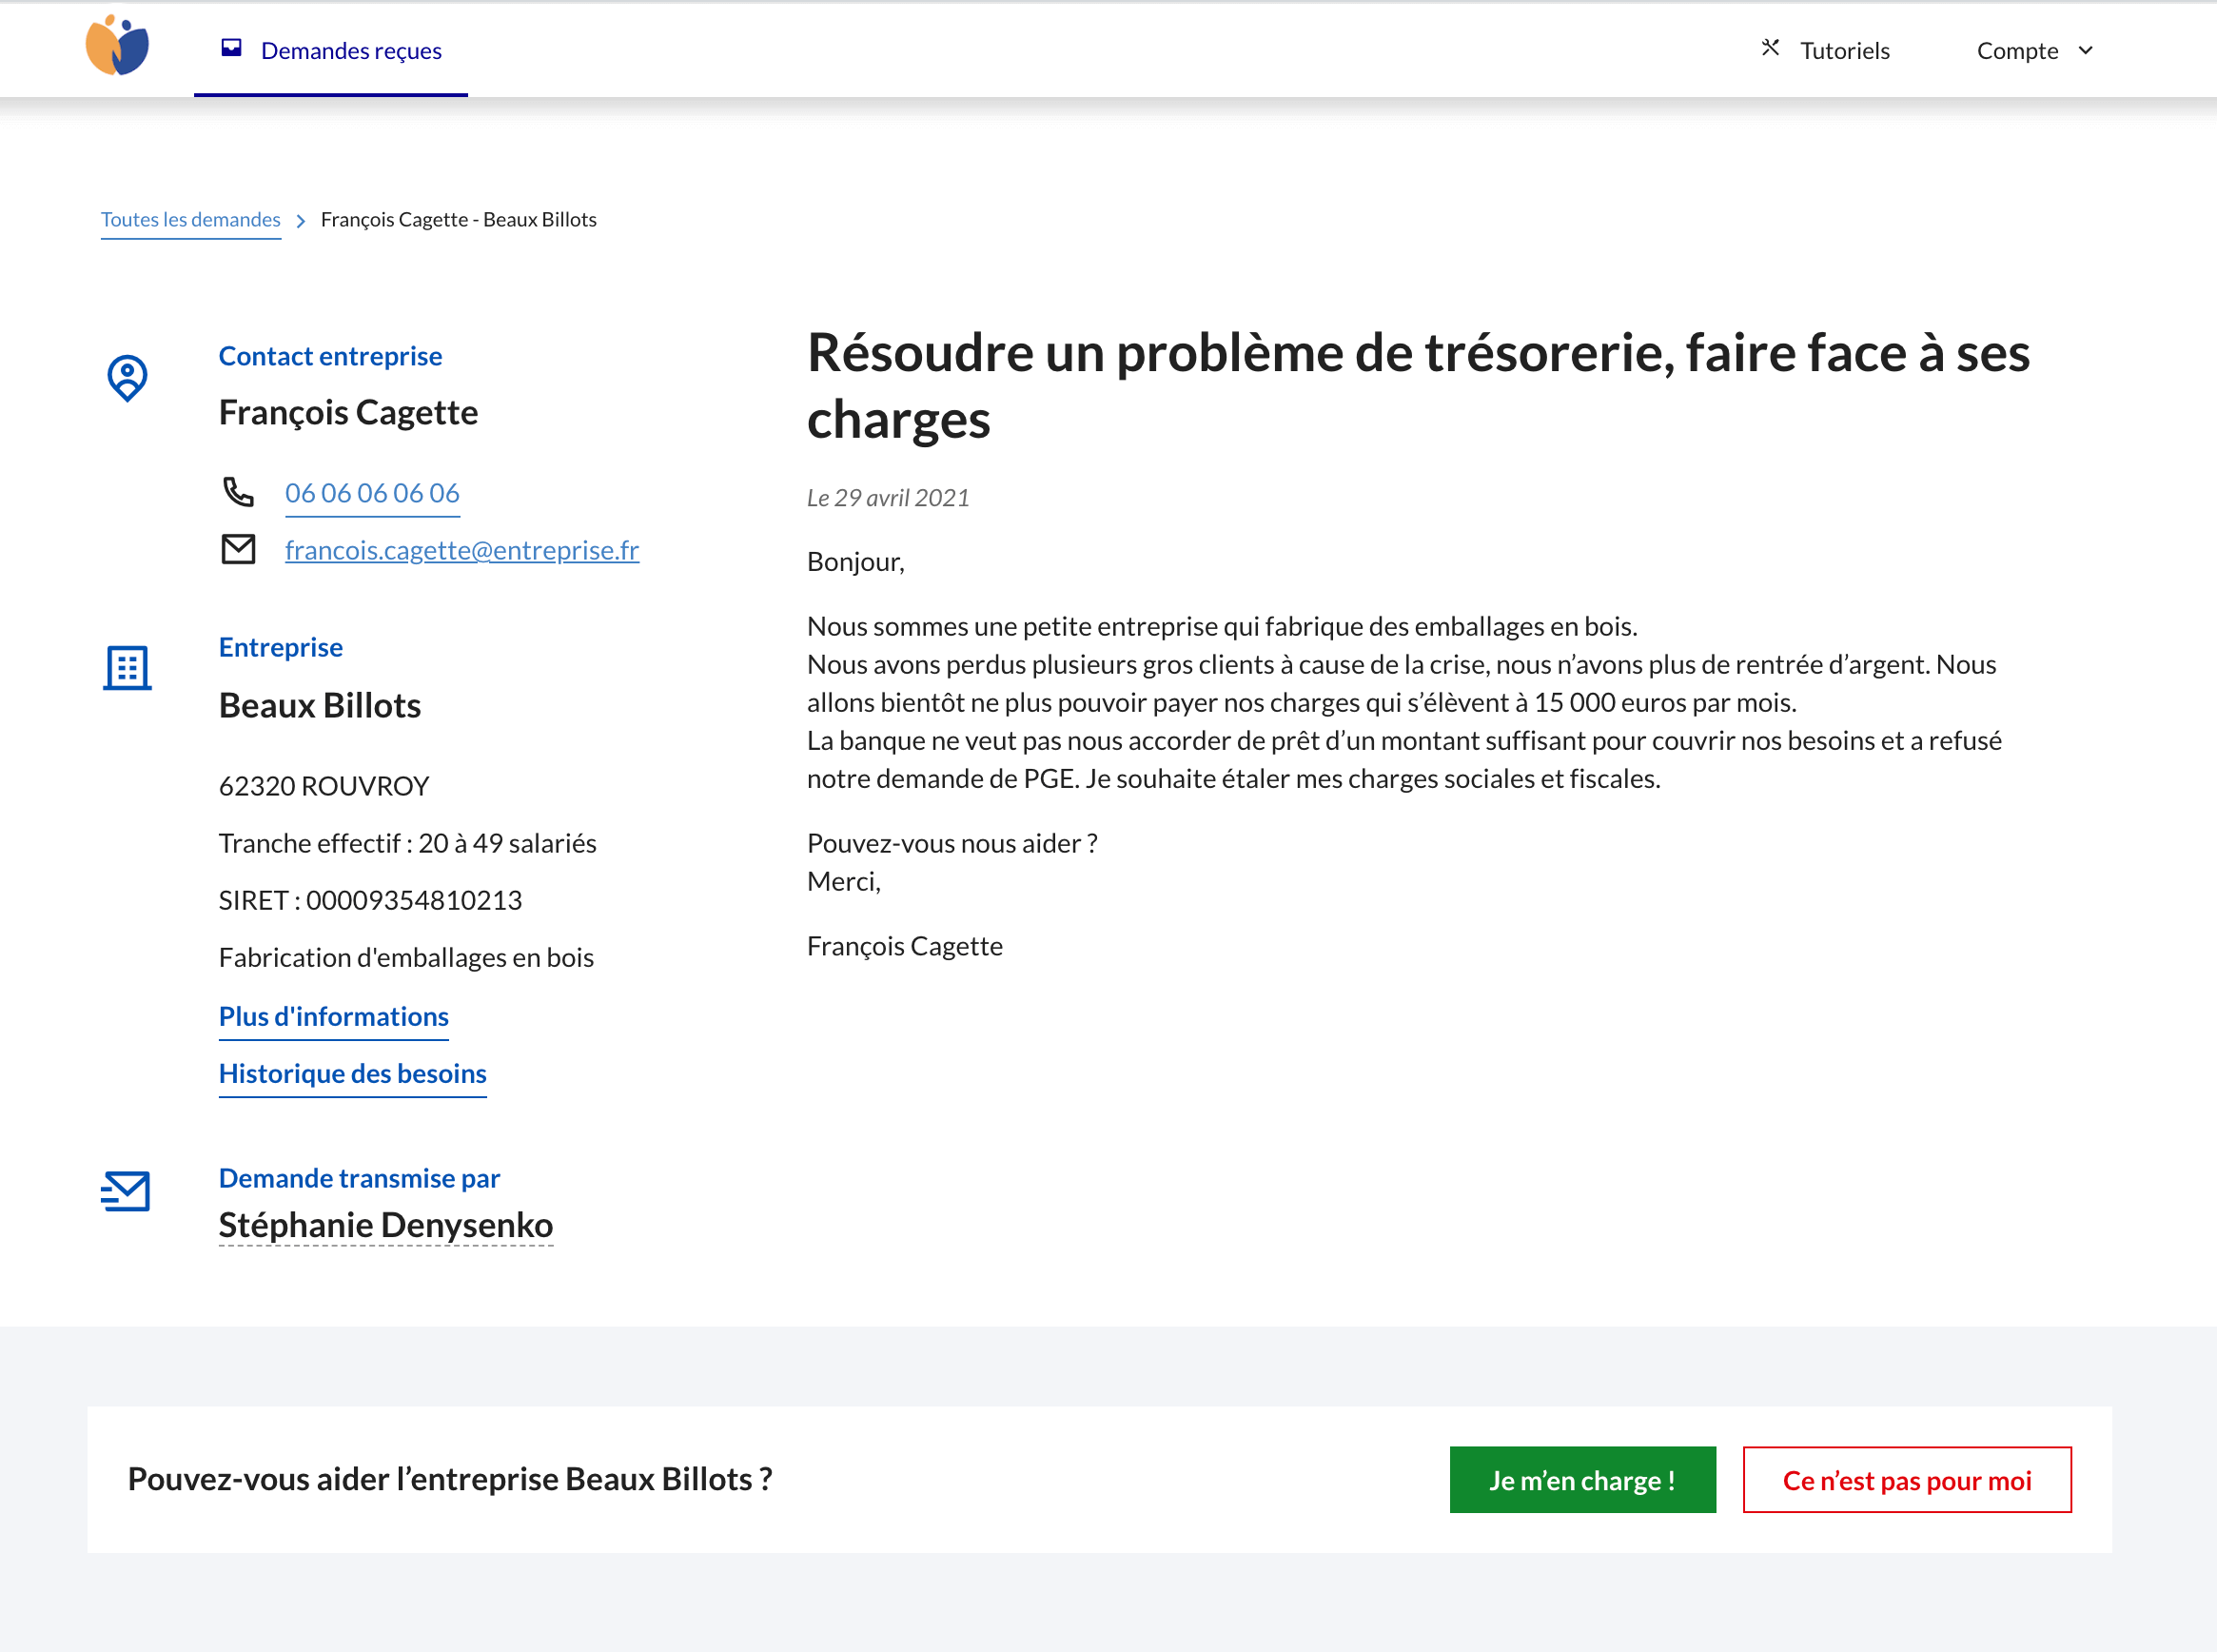 Demandes reçues
Tutoriels
Compte
Toutes les demandes
François Cagette - Beaux Billots
Contact entreprise
François Cagette
06 06 06 06 06
francois.cagette@entreprise.fr
Entreprise
Beaux Billots
62320 ROUVROY
Tranche effectif : 20 à 49 salariés
SIRET : 00009354810213
Fabrication d'emballages en bois
Plus d'informations
Historique des besoins
Demande transmise par
Stéphanie Denysenko
Résoudre un problème de trésorerie, faire face à ses
charges
Le 29 avril 2021
Bonjour,
Nous sommes une petite entreprise qui fabrique des emballages en bois.
Nous avons perdus plusieurs gros clients à cause de la crise, nous n’avons plus de rentrée d’argent. Nous
allons bientôt ne plus pouvoir payer nos charges qui s’élèvent à 15 000 euros par mois.
La banque ne veut pas nous accorder de prêt d’un montant suffisant pour couvrir nos besoins et a refusé
notre demande de PGE. Je souhaite étaler mes charges sociales et fiscales.
Pouvez-vous nous aider ?
Merci,
François Cagette
Pouvez-vous aider l’entreprise Beaux Billots ?
Je m’en charge !
Ce n’est pas pour moi